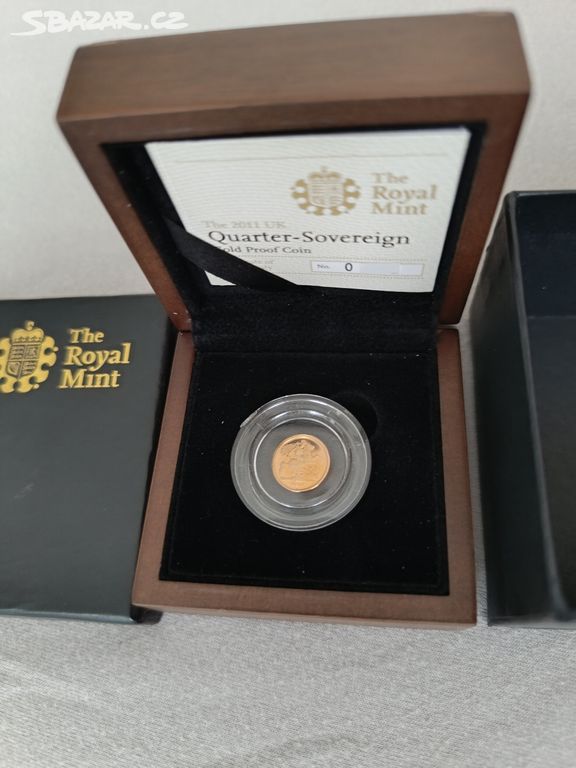 SBAZAR.CZ
The
Royal
Mint
The 2011 UK
Quarter-Sovereign
Gold Proof Coin
No. 0
The
Royal
Mint